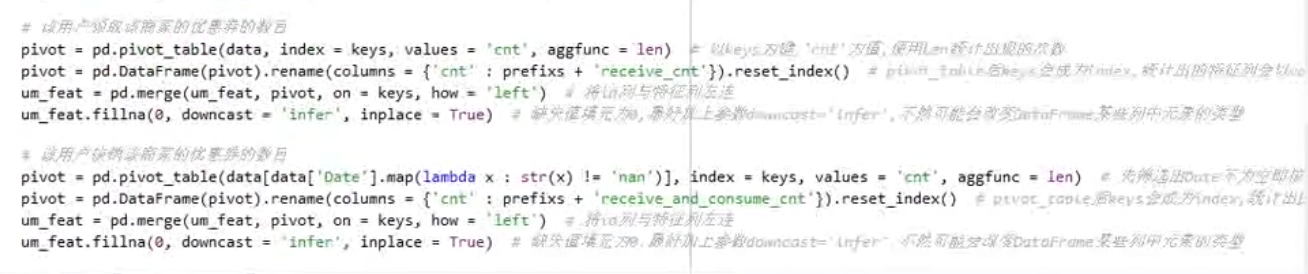 # 该用户领取该商家的优惠券的数目
pivot = pd.pivot_table(data, index = keys, values = 'cnt', aggfunc = len)  # 以keys为键,'cnt'为值,使用len统计出现的次数
pivot = pd.DataFrame(pivot).rename(columns = {'cnt' : prefixs + 'receive_cnt'}).reset_index()  # pivot_table后keys会成为index,统计出的特征列会以co
um_feat = pd.merge(um_feat, pivot, on = keys, how = 'left')  # 将id列与特征列左连
um_feat.fillna(0, downcast = 'infer', inplace = True)  # 缺失值填充为0,最好加上参数downcast='infer',不然可能会改变DataFrame某些列中元素的类型
# 该用户核销该商家的优惠券的数目
pivot = pd.pivot_table(data[data['Date'].map(lambda x : str(x) != 'nan')], index = keys, values = 'cnt', aggfunc = len)  # 先筛选出Date不为空即
pivot = pd.DataFrame(pivot).rename(columns = {'cnt' : prefixs + 'receive_and_consume_cnt'}).reset_index()  # pivot_table后keys会成为index,统计出
um_feat = pd.merge(um_feat, pivot, on = keys, how = 'left')  # 将id列与特征列左连
um_feat.fillna(0, downcast = 'infer', inplace = True)  # 缺失值填充为0,最好加上参数downcast='infer',不然可能会改变DataFrame某些列中元素的类型